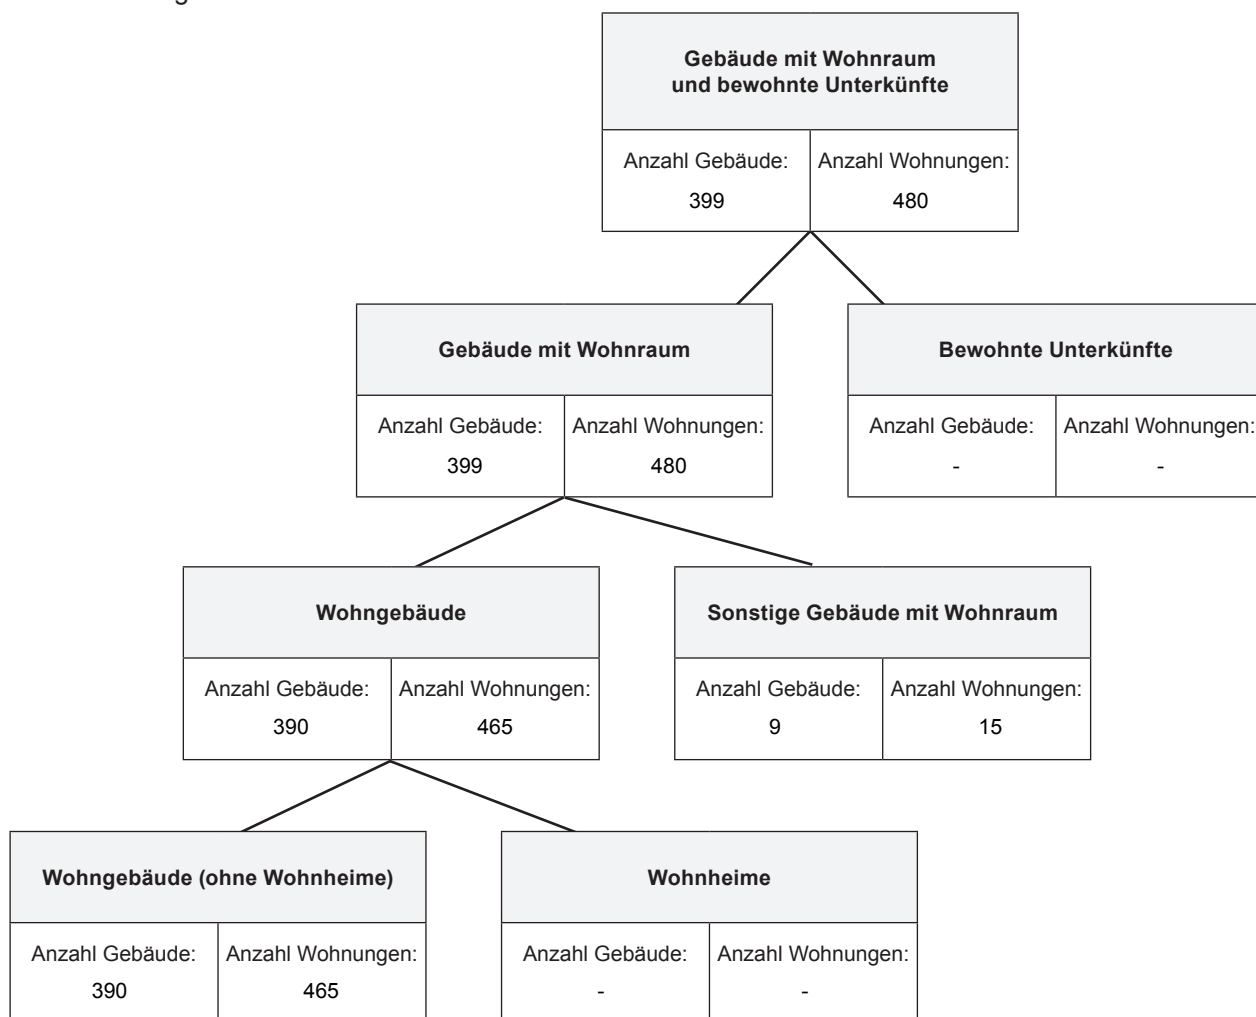 Gebäude mit Wohnraum
und bewohnte Unterkünfte
Anzahl Gebäude: Anzahl Wohnungen:
399 480
Gebäude mit Wohnraum
Anzahl Gebäude: Anzahl Wohnungen:
399 480
Bewohnte Unterkünfte
Anzahl Gebäude: Anzahl Wohnungen:
- -
Wohngebäude
Anzahl Gebäude: Anzahl Wohnungen:
390 465
Sonstige Gebäude mit Wohnraum
Anzahl Gebäude: Anzahl Wohnungen:
9 15
Wohngebäude (ohne Wohnheime)
Anzahl Gebäude: Anzahl Wohnungen:
390 465
Wohnheime
Anzahl Gebäude: Anzahl Wohnungen:
- -